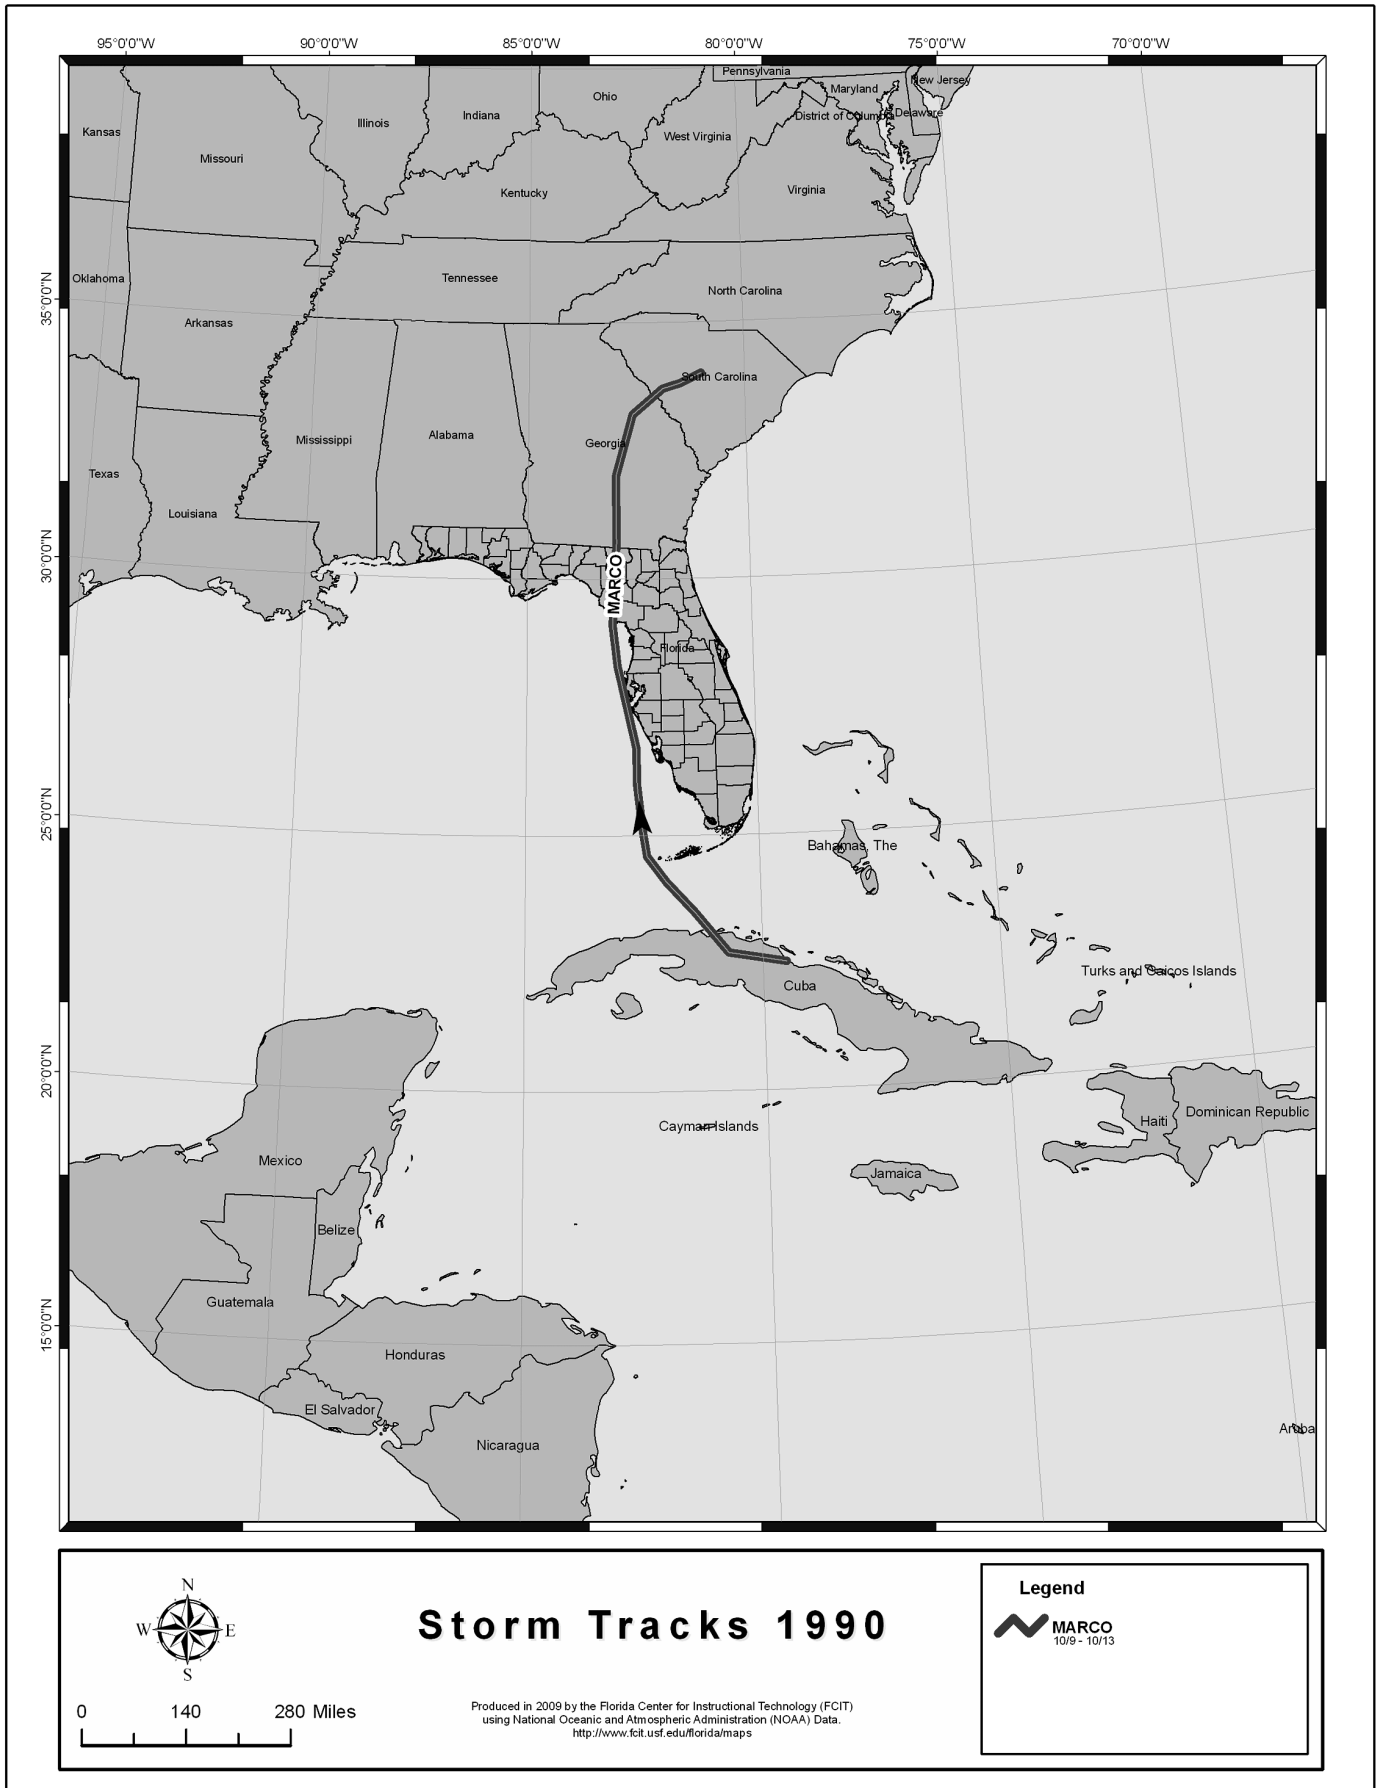 95°0'0"W 90°0'0"W 85°0'0"W 80°0'0"W 75°0'0"W 70°0'0"W
Pennsylvania
New Jersey
Maryland
Ohio
Delaware
Indiana
District of Columbia
Illinois
Kansas
West Virginia
Missouri
Virginia
Kentucky
35°0'0"N
Oklahoma
Tennessee
North Carolina
Arkansas
South Carolina
Alabama
Mississippi
Georgia
Texas
Louisiana
30°0'0"N
MARCO
Florida
25°0'0"N
Bahamas, The
Turks and Caicos Islands
Cuba
20°0'0"N
Dominican Republic
Haiti
Cayman Islands
Mexico
Jamaica
Belize
Guatemala
15°0'0"N
Honduras
El Salvador
Aruba
Nicaragua
N
W E
S
0 140 280 Miles
Storm Tracks 1990
Produced in 2009 by the Florida Center for Instructional Technology (FCIT)
using National Oceanic and Atmospheric Administration (NOAA) Data.
http://www.fcit.usf.edu/florida/maps
Legend
MARCO
10/9 - 10/13